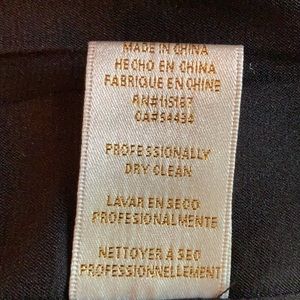 MADE IN CHINA
HECHO EN CHINA
FABRIQUE EN CHINE
RN#115187
CA#34434
PROFESSIONALLY
DRY CLEAN
LAVAR EN SECO
PROFESIONALMENTE
NETTOYER À SEC
PROFESSIONNELLEMENT